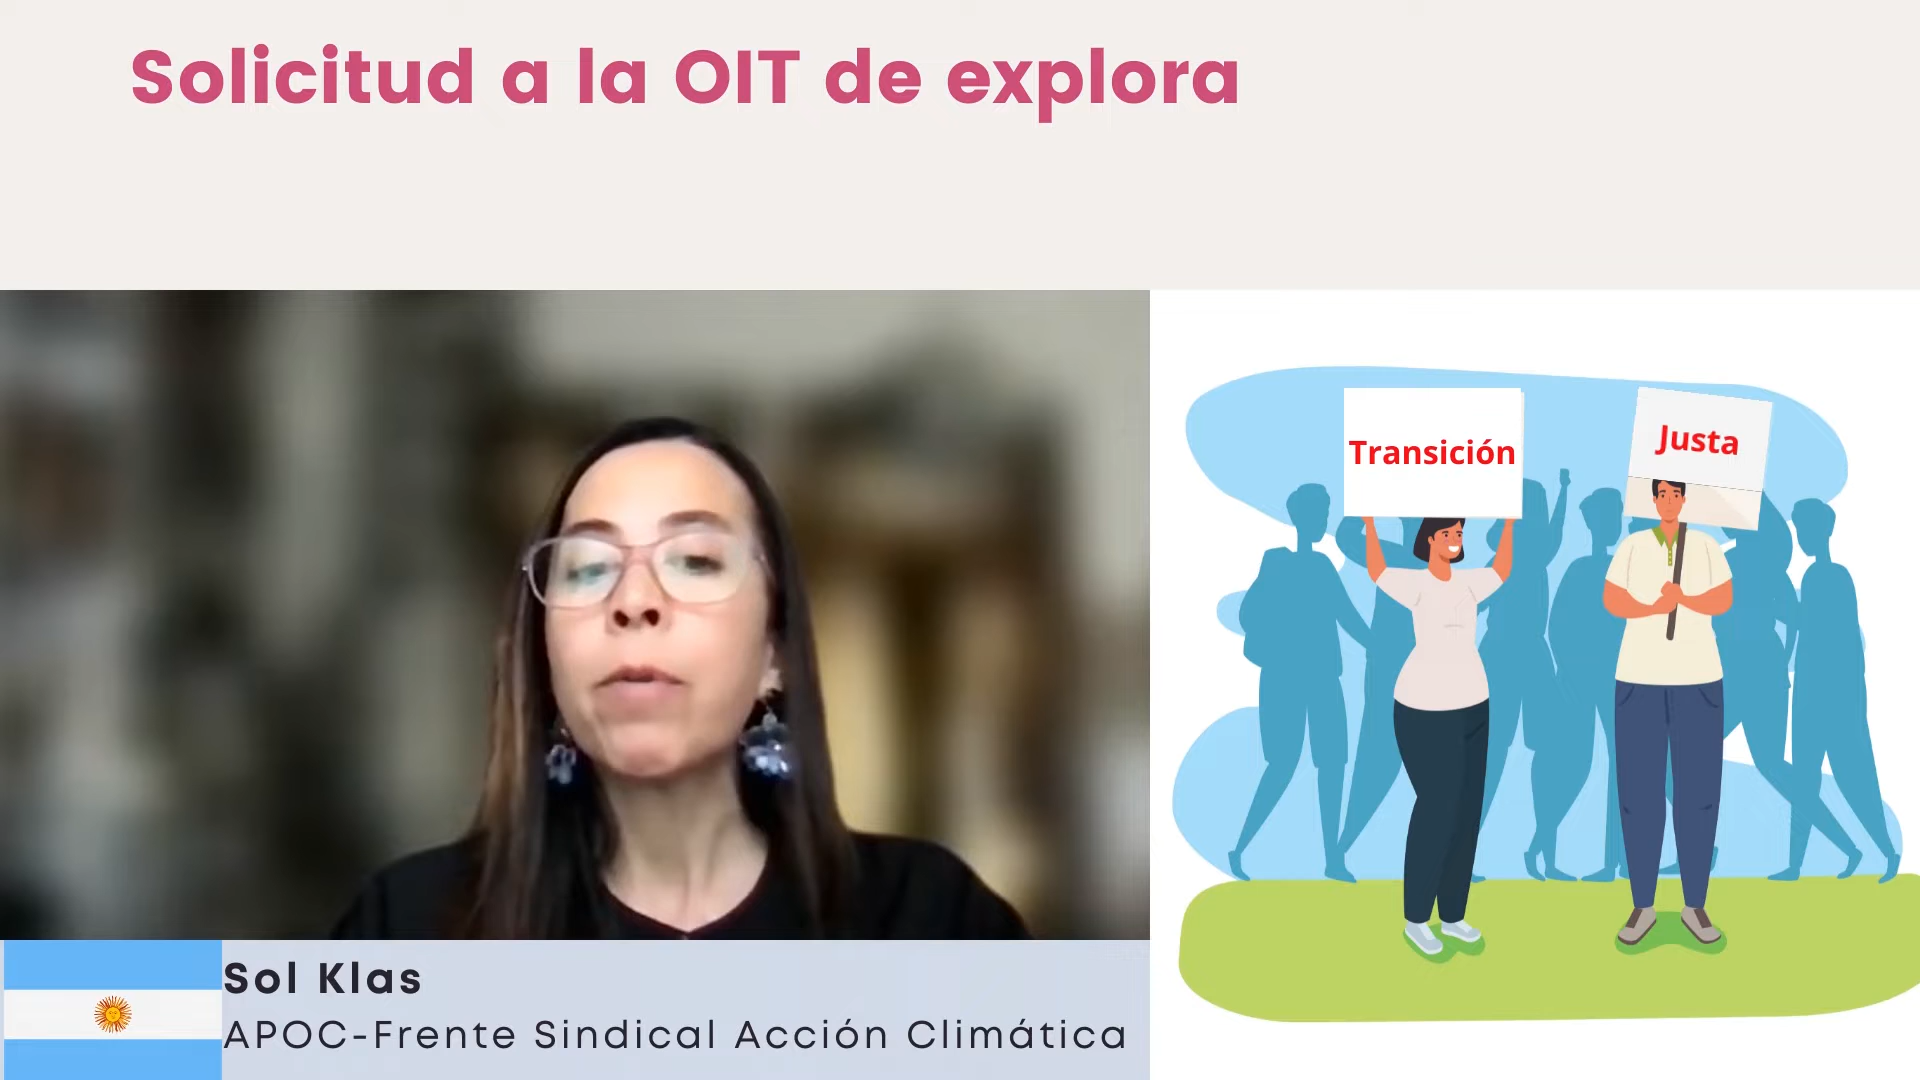 Solicitud a la OIT de explora
Transición
Justa
Sol Klas
APOC-Frente Sindical Acción Climática